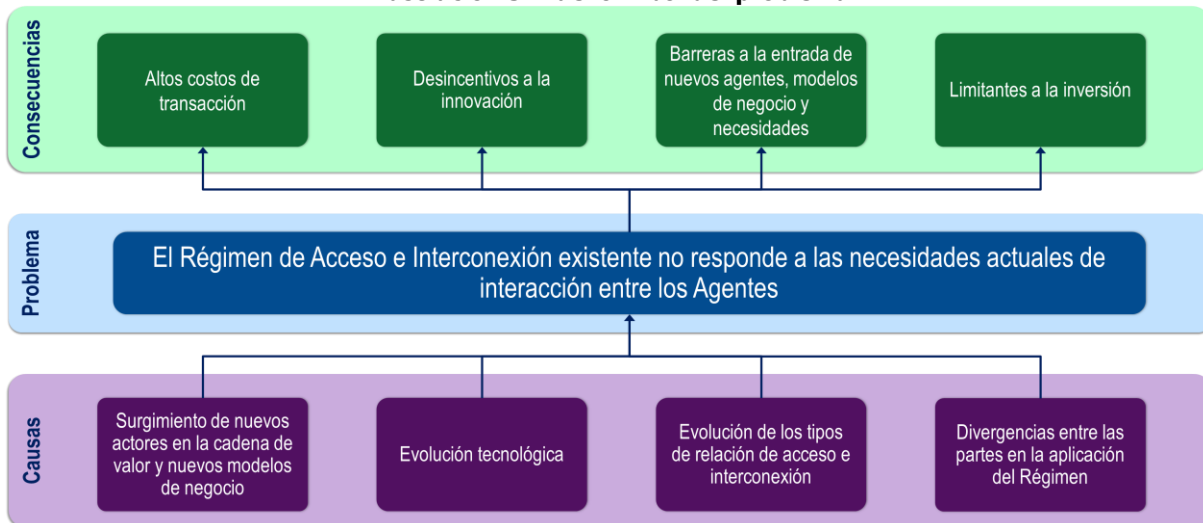 Consecuencias
Altos costos de
transacción
Desincentivos a la
innovación
Barreras a la entrada de
nuevos agentes, modelos
de negocio y
necesidades
Limitantes a la inversión
Problema
El Régimen de Acceso e Interconexión existente no responde a las necesidades actuales de
interacción entre los Agentes
Causas
Surgimiento de nuevos
actores en la cadena de
valor y nuevos modelos
de negocio
Evolución tecnológica
Evolución de los tipos
de relación de acceso e
interconexión
Divergencias entre las
partes en la aplicación
del Régimen